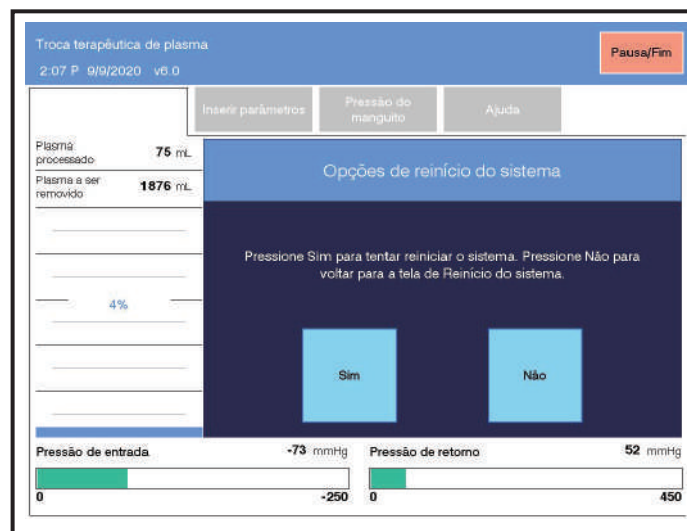 Troca terapêutica de plasma
2:07 P 9/9/2020 v6.0
Pausa/Fim
Inserir parâmetros
Pressão do
manguito
Ajuda
Plasma
processado 75 mL
Plasma a ser
removido 1876 mL
4%
Opções de reinício do sistema
Pressione Sim para tentar reiniciar o sistema. Pressione Não para
voltar para a tela de Reinício do sistema.
Sim Não
Pressão de entrada -73 mmHg
0 -250
Pressão de retorno 52 mmHg
0 450